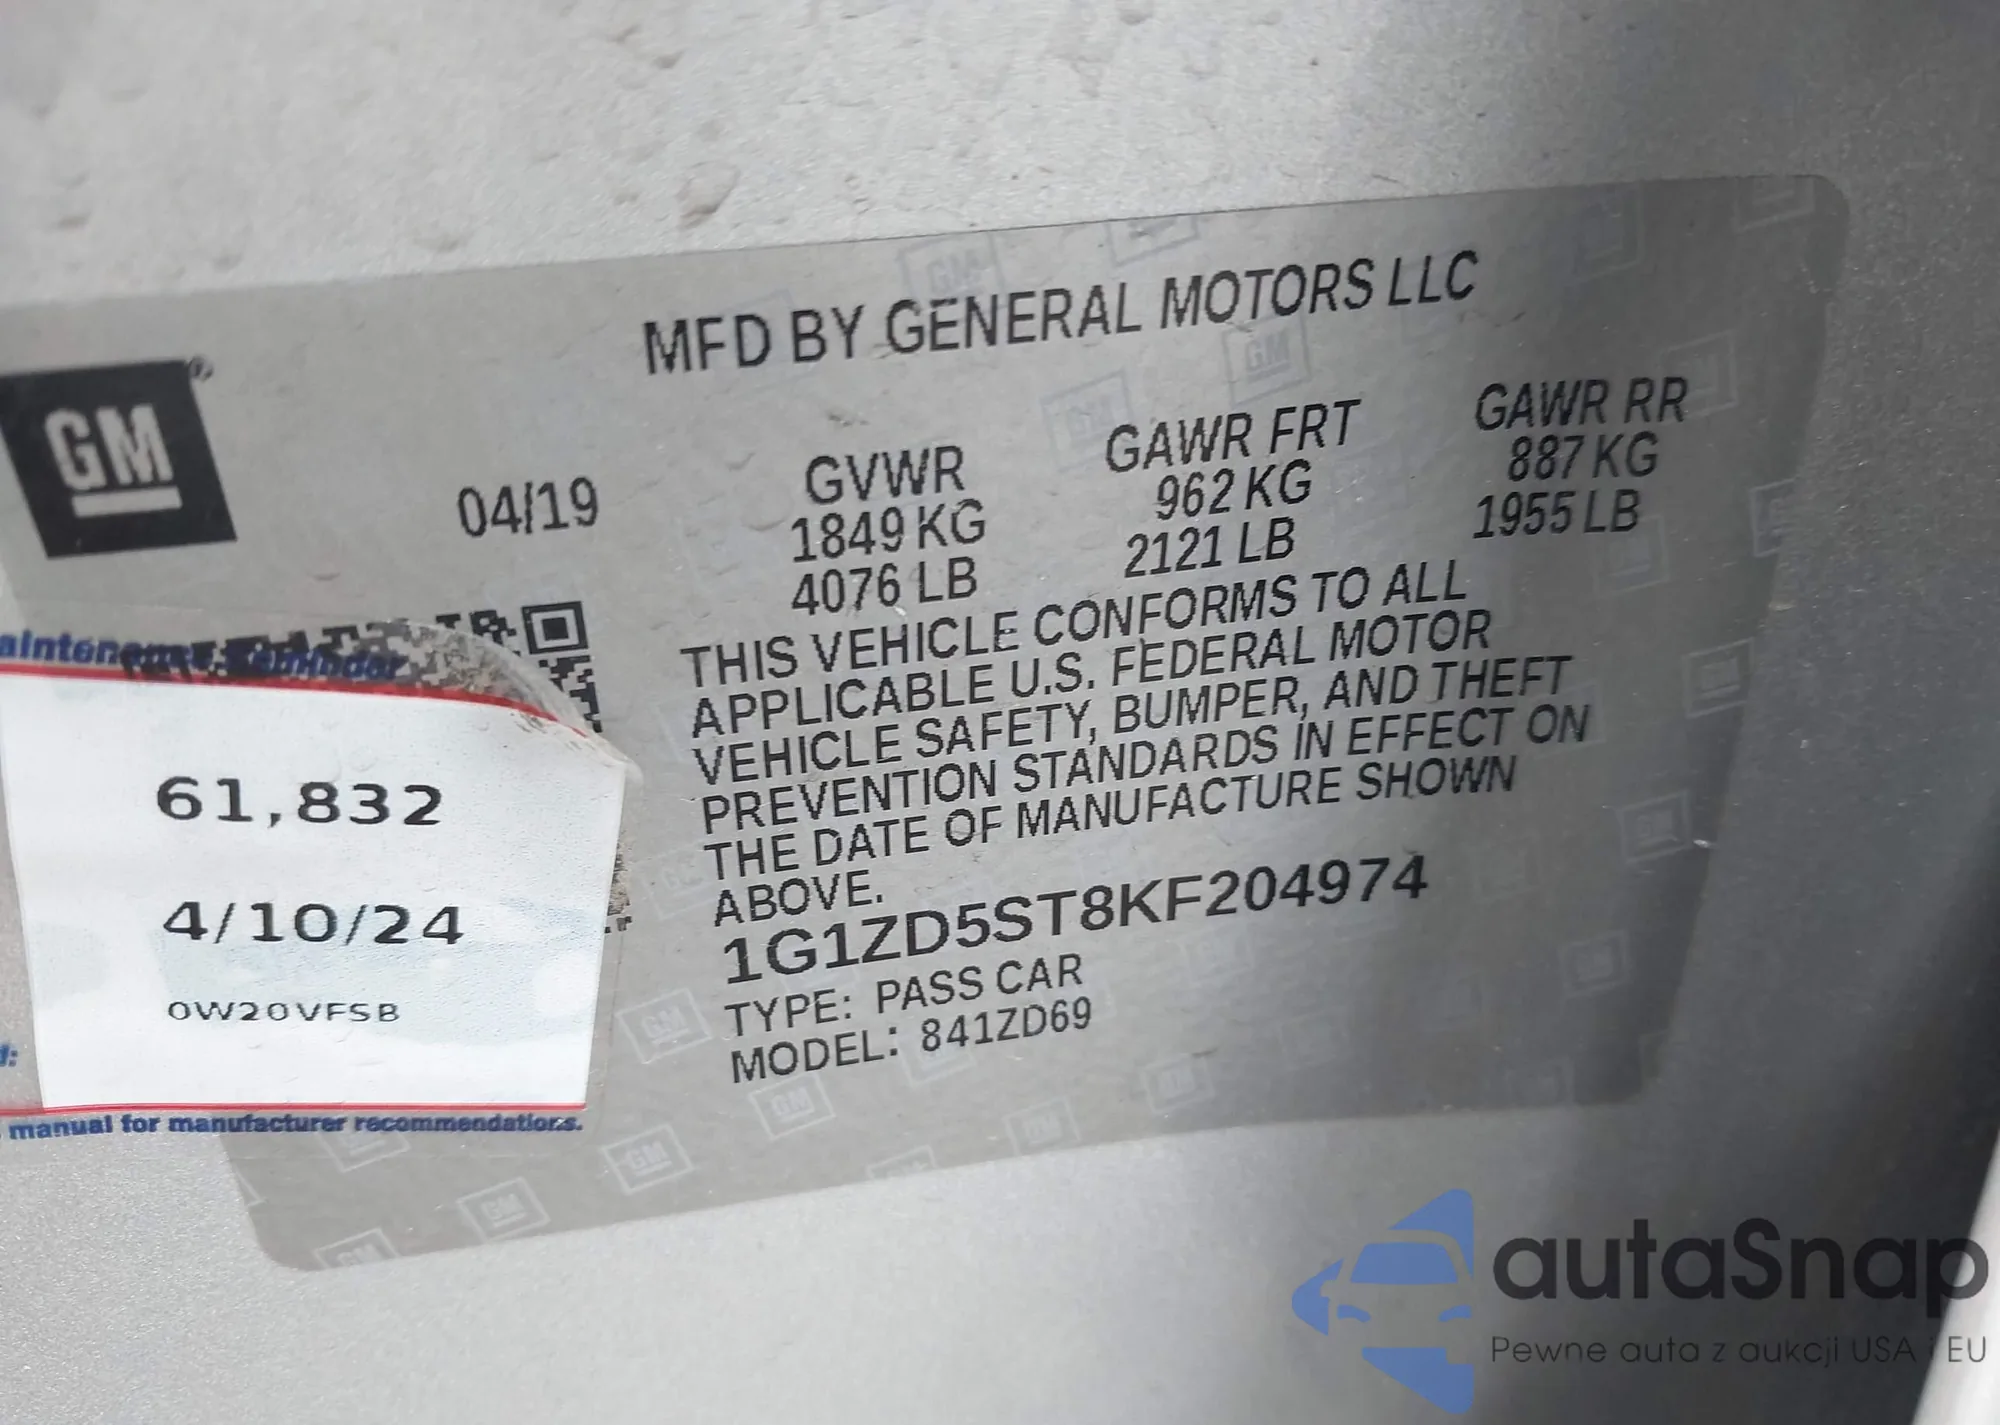 MFD BY GENERAL MOTORS LLC
GM
04/19
GVWR
1849 KG
4076 LB
GAWR FRT
962 KG
2121 LB
GAWR RR
887 KG
1955 LB
THIS VEHICLE CONFORMS TO ALL
APPLICABLE U.S. FEDERAL MOTOR
VEHICLE SAFETY, BUMPER, AND THEFT
PREVENTION STANDARDS IN EFFECT ON
THE DATE OF MANUFACTURE SHOWN
ABOVE.
1G1ZD5ST8KF204974
TYPE: PASS CAR
MODEL: 841ZD69
61,832
4/10/24
0W20VFSB
manual for manufacturer recommendations.
autaSnap
Pewne auta z aukcji USA i EU